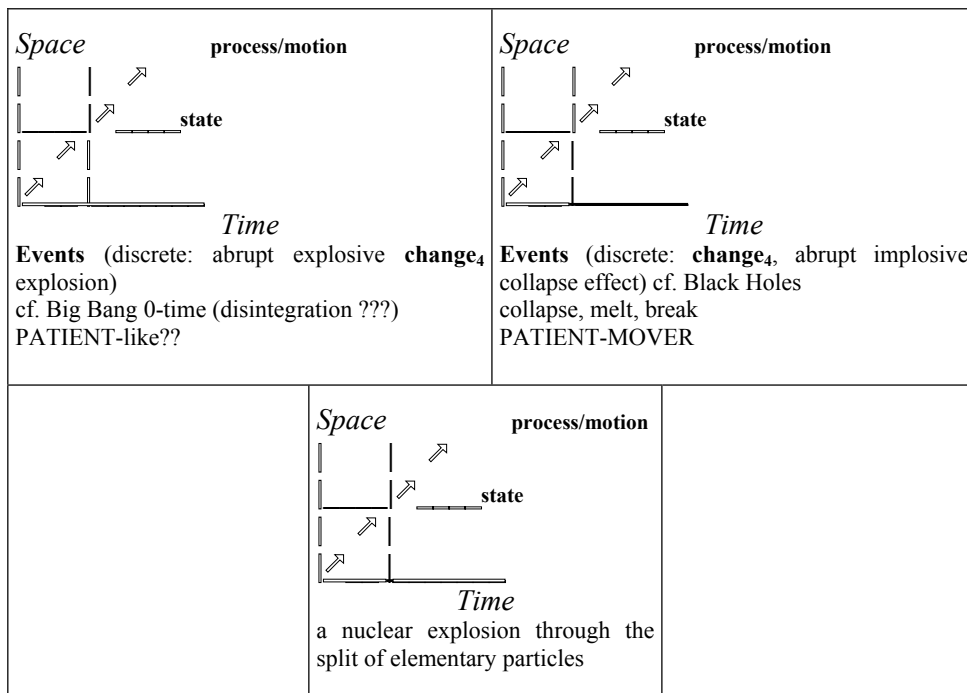 Space process/motion
state
Time
Events (discrete: abrupt explosive change4
explosion)
cf. Big Bang 0-time (disintegration ???)
PATIENT-like??
Space process/motion
state
Time
Events (discrete: change4, abrupt implosive
collapse effect) cf. Black Holes
collapse, melt, break
PATIENT-MOVER
Space process/motion
state
Time
a nuclear explosion through the
split of elementary particles